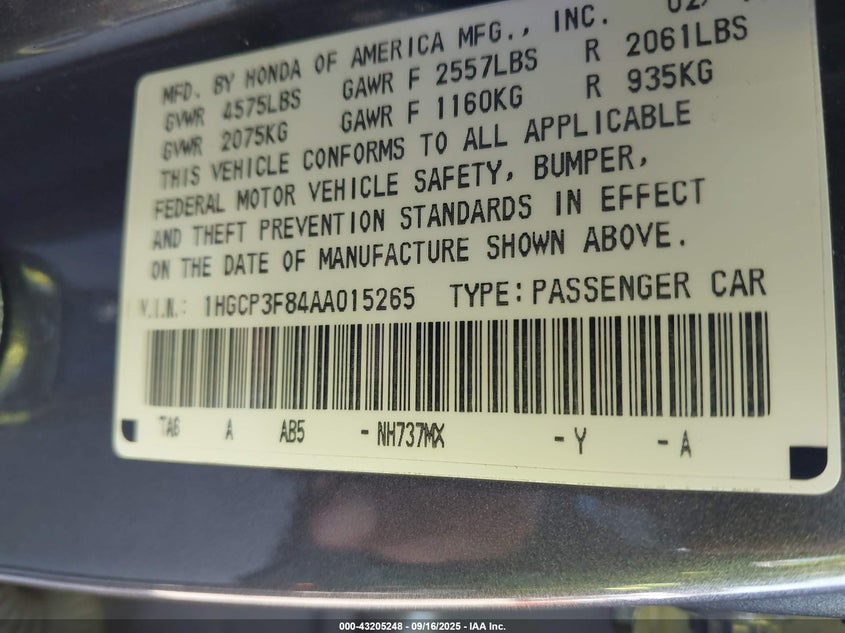 MFD. BY HONDA OF AMERICA MFG., INC. 02/
GVWR 4575LBS GAWR F 2557LBS R 2061LBS
GVWR 2075KG GAWR F 1160KG R 935KG
THIS VEHICLE CONFORMS TO ALL APPLICABLE
FEDERAL MOTOR VEHICLE SAFETY, BUMPER,
AND THEFT PREVENTION STANDARDS IN EFFECT
ON THE DATE OF MANUFACTURE SHOWN ABOVE.
V.I.N.: 1HGCP3F84AA015265 TYPE: PASSENGER CAR
TA6 A AB5 -NH737MX -Y -A
000-43205248 - 09/16/2025 - IAA Inc.